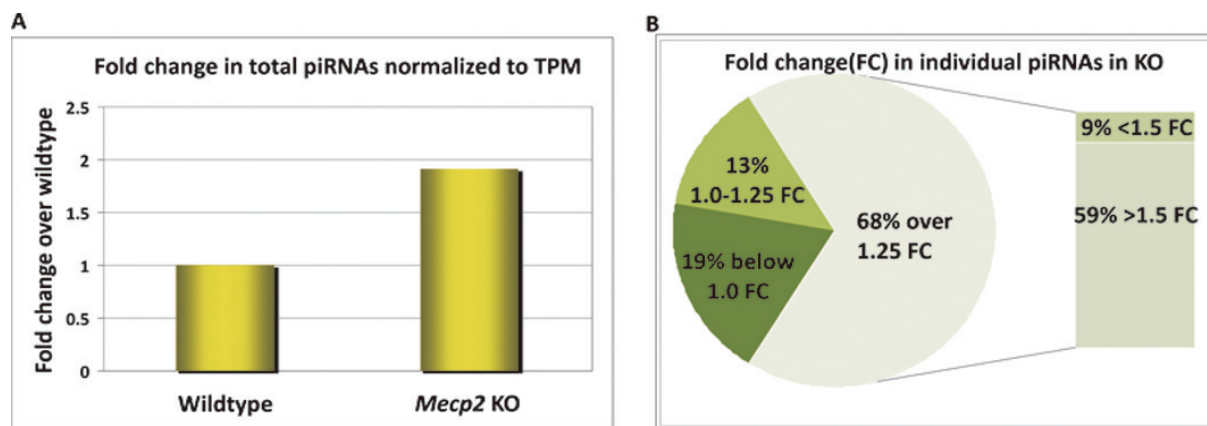 A
Fold change in total piRNAs normalized to TPM
Fold change over wildtype
2.5
2
1.5
1
0.5
0
Wildtype
Mecp2 KO
B
Fold change(FC) in individual piRNAs in KO
13%
1.0-1.25 FC
19% below
1.0 FC
68% over
1.25 FC
9% <1.5 FC
59% >1.5 FC